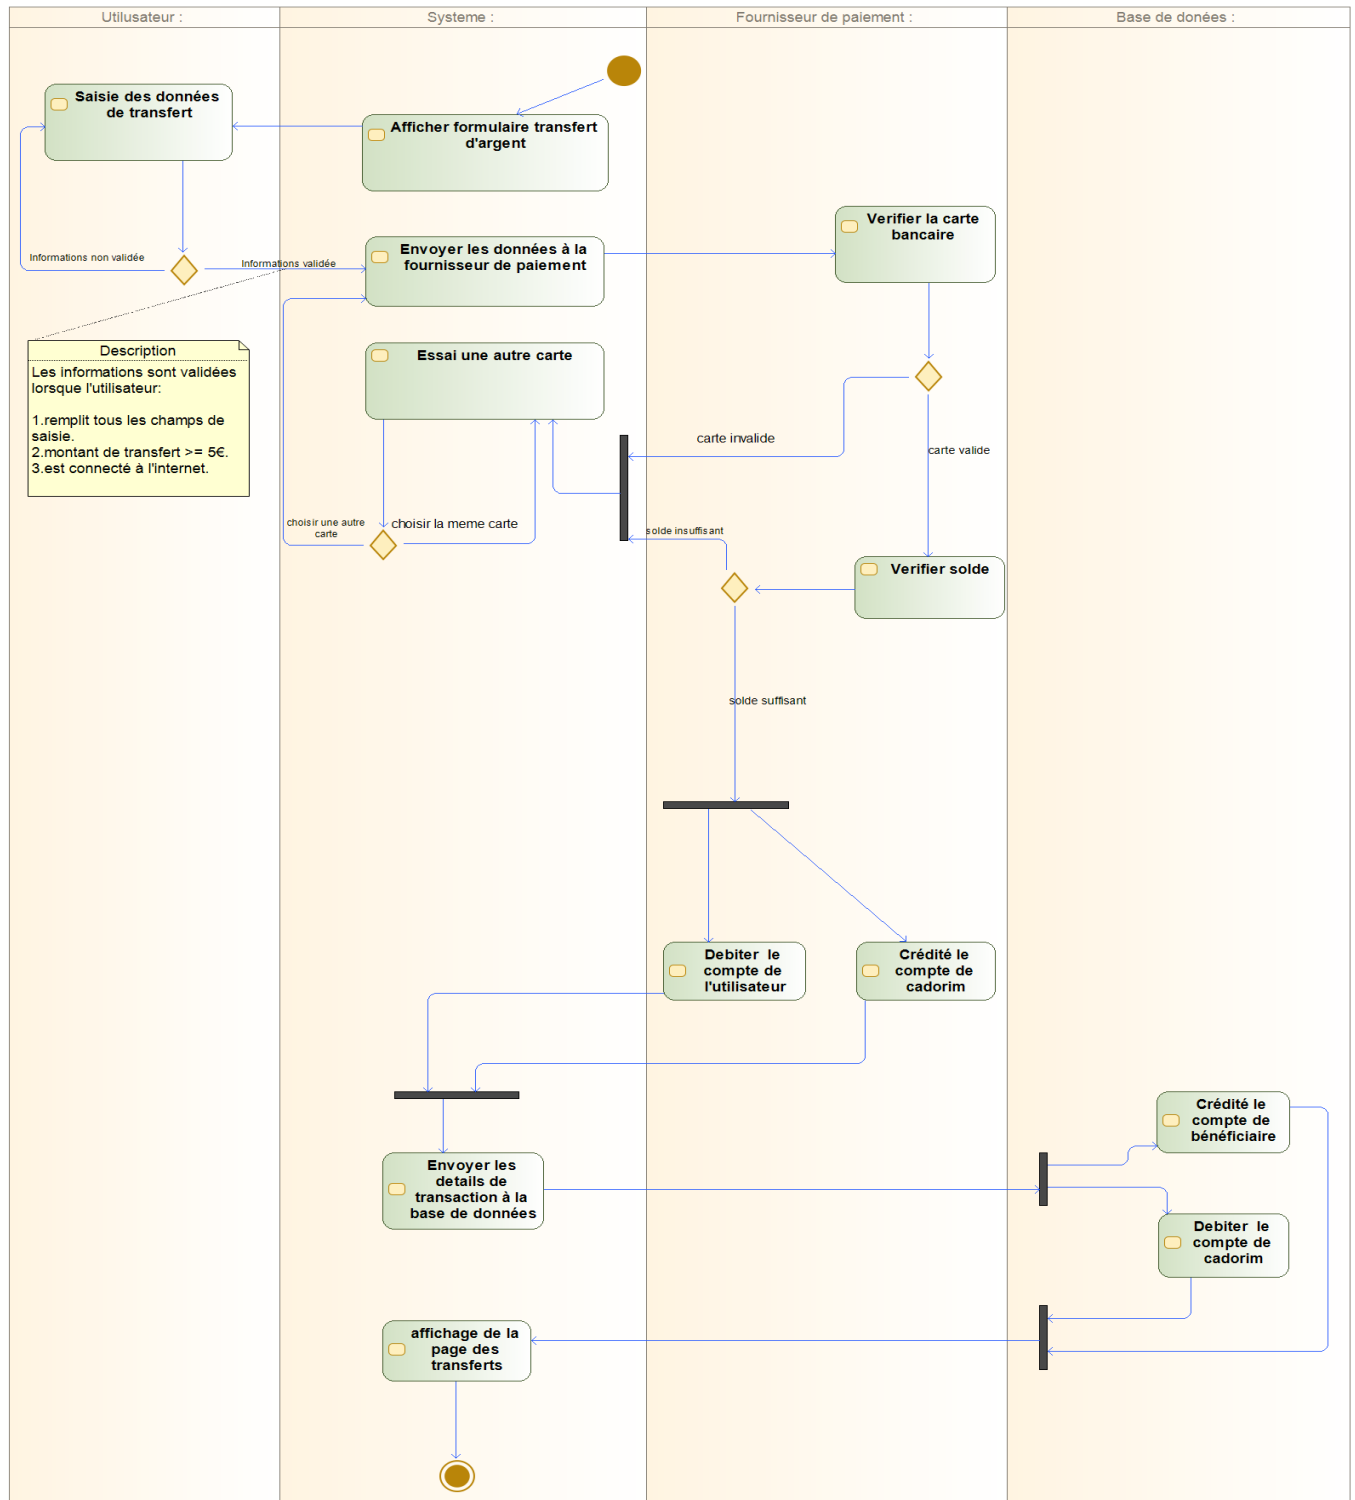 Utilusateur :
Systeme :
Fournisseur de paiement :
Base de donées :
Saisie des données
de transfert
Afficher formulaire transfert
d'argent
Verifier la carte
bancaire
Envoyer les données à la
fournisseur de paiement
Informations non validée
Informations validée
Description
Les informations sont validées
lorsque l'utilisateur:
1.remplit tous les champs de
saisie.
2.montant de transfert >= 5€.
3.est connecté à l'internet.
Essai une autre carte
carte invalide
carte valide
choisir une autre
carte
choisir la meme carte
solde insuffisant
Verifier solde
solde suffisant
Debiter le
compte de
l'utilisateur
Crédité le
compte de
cadorim
Crédité le
compte de
bénéficiaire
Envoyer les
details de
transaction à la
base de données
Debiter le
compte de
cadorim
affichage de la
page des
transferts